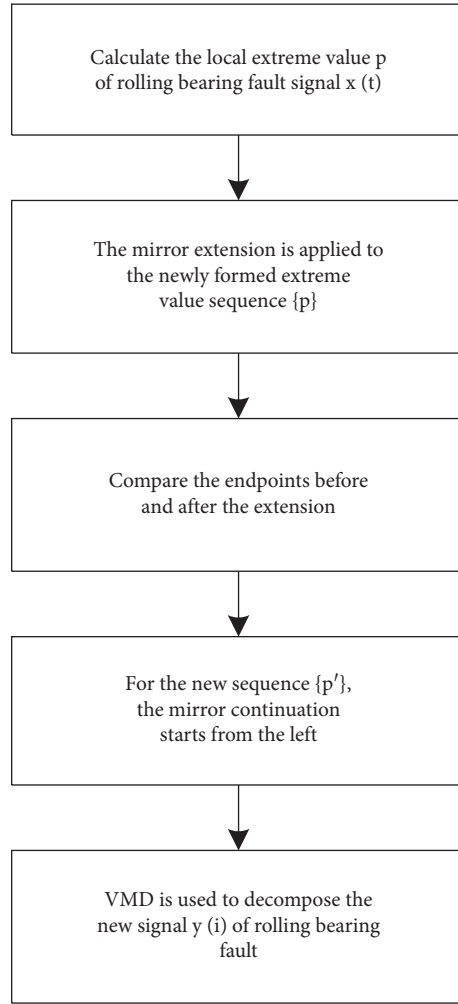 Calculate the local extreme value p
of rolling bearing fault signal x (t)
The mirror extension is applied to
the newly formed extreme
value sequence {p}
Compare the endpoints before
and after the extension
For the new sequence {p′},
the mirror continuation
starts from the left
VMD is used to decompose the
new signal y (i) of rolling bearing
fault